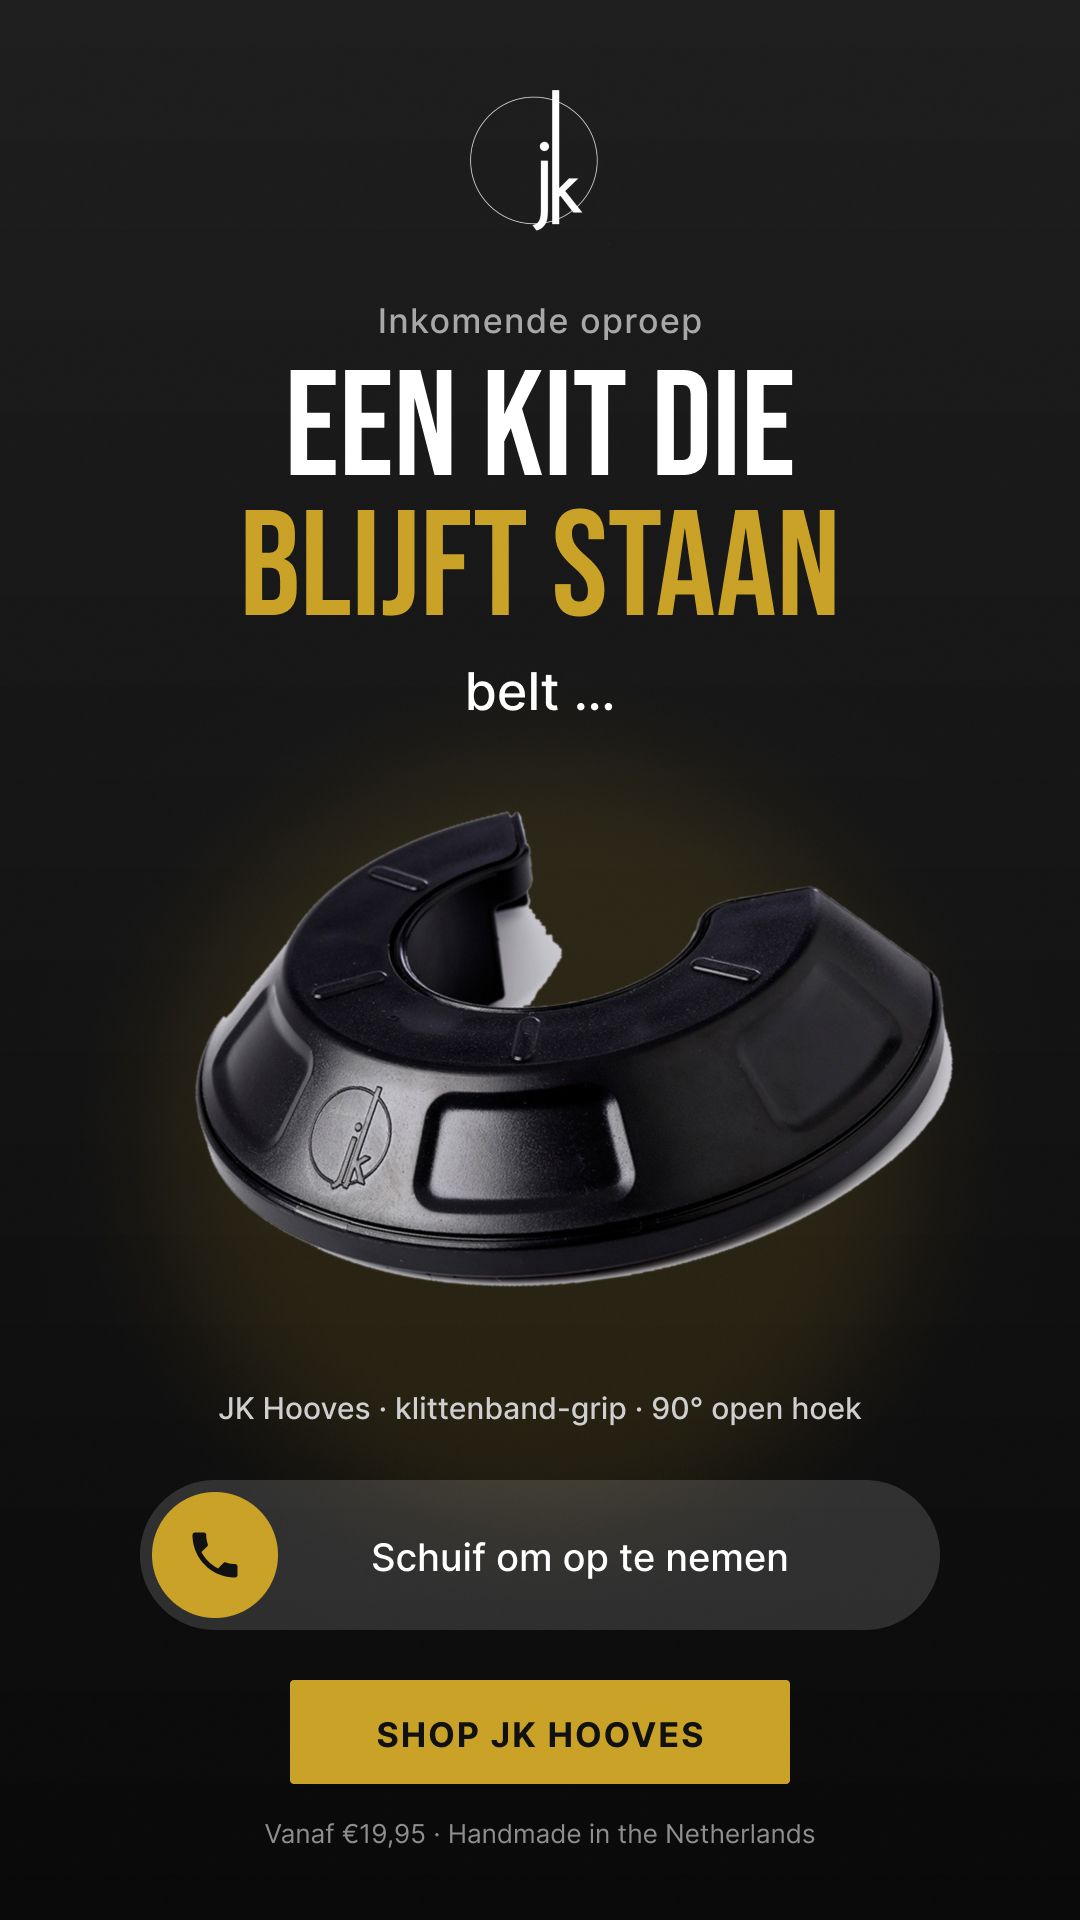 jk
Inkomende oproep
EEN KIT DIE
BLIJFT STAAN
belt ...
jk
JK Hooves · klittenband-grip · 90° open hoek
Schuif om op te nemen
SHOP JK HOOVES
Vanaf €19,95 · Handmade in the Netherlands